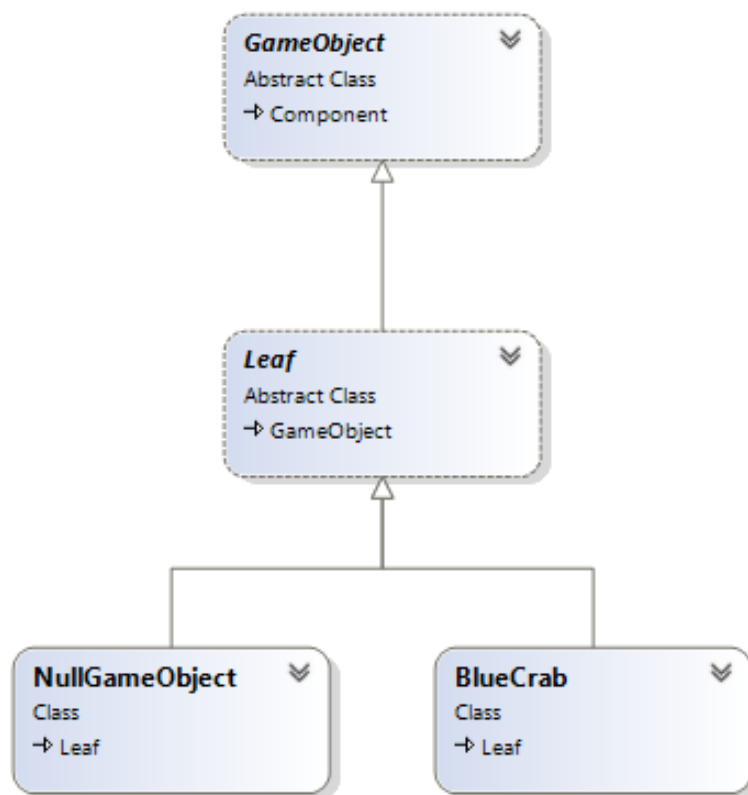 GameObject
Abstract Class
Component
Leaf
Abstract Class
GameObject
NullGameObject
Class
Leaf
BlueCrab
Class
Leaf